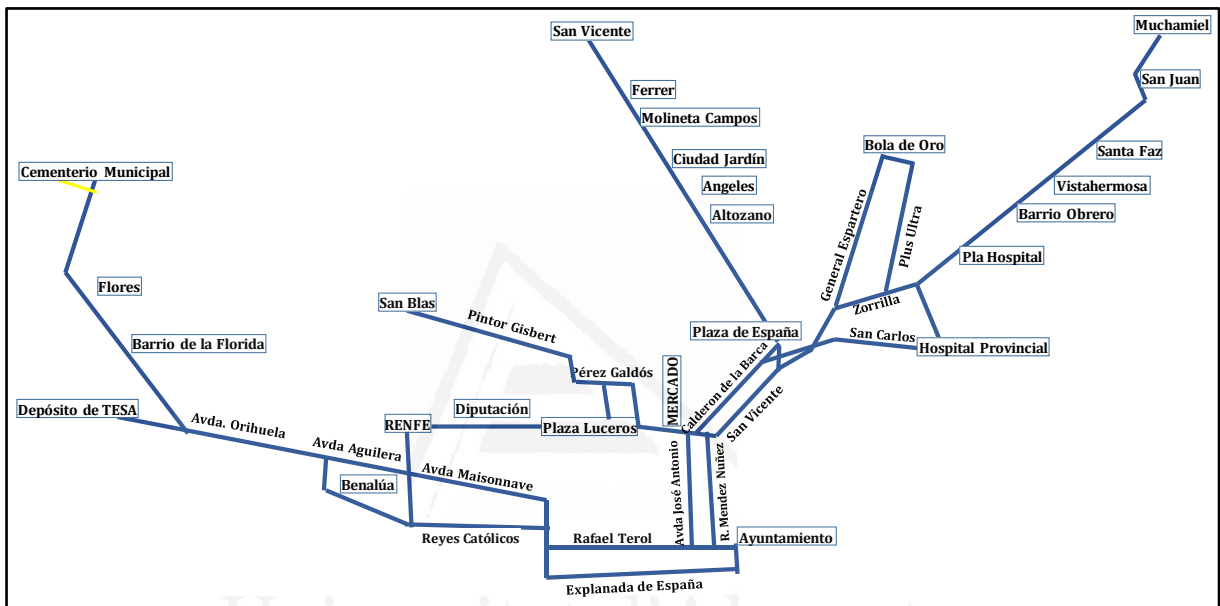 San Vicente
Muchamiel
San Juan
Ferrer
Molineta Campos
Bola de Oro
Santa Faz
Ciudad Jardín
Cementerio Municipal
Angeles
Vistahermosa
Altozano
Barrio Obrero
General Espartero
Plus Ultra
Pla Hospital
Flores
San Blas
Zorrilla
Pintor Gisbert
Plaza de España
San Carlos
Barrio de la Florida
Hospital Provincial
Pérez Galdós
MERCADO
Calderon de la Barca
San Vicente
Depósito de TESA
Diputación
Avda. Orihuela
RENFE
Plaza Luceros
Avda Aguilera
Avda Maisonnave
Avda José Antonio
R. Mendez Nuñez
Benalúa
Reyes Católicos
Rafael Terol
Ayuntamiento
Explanada de España